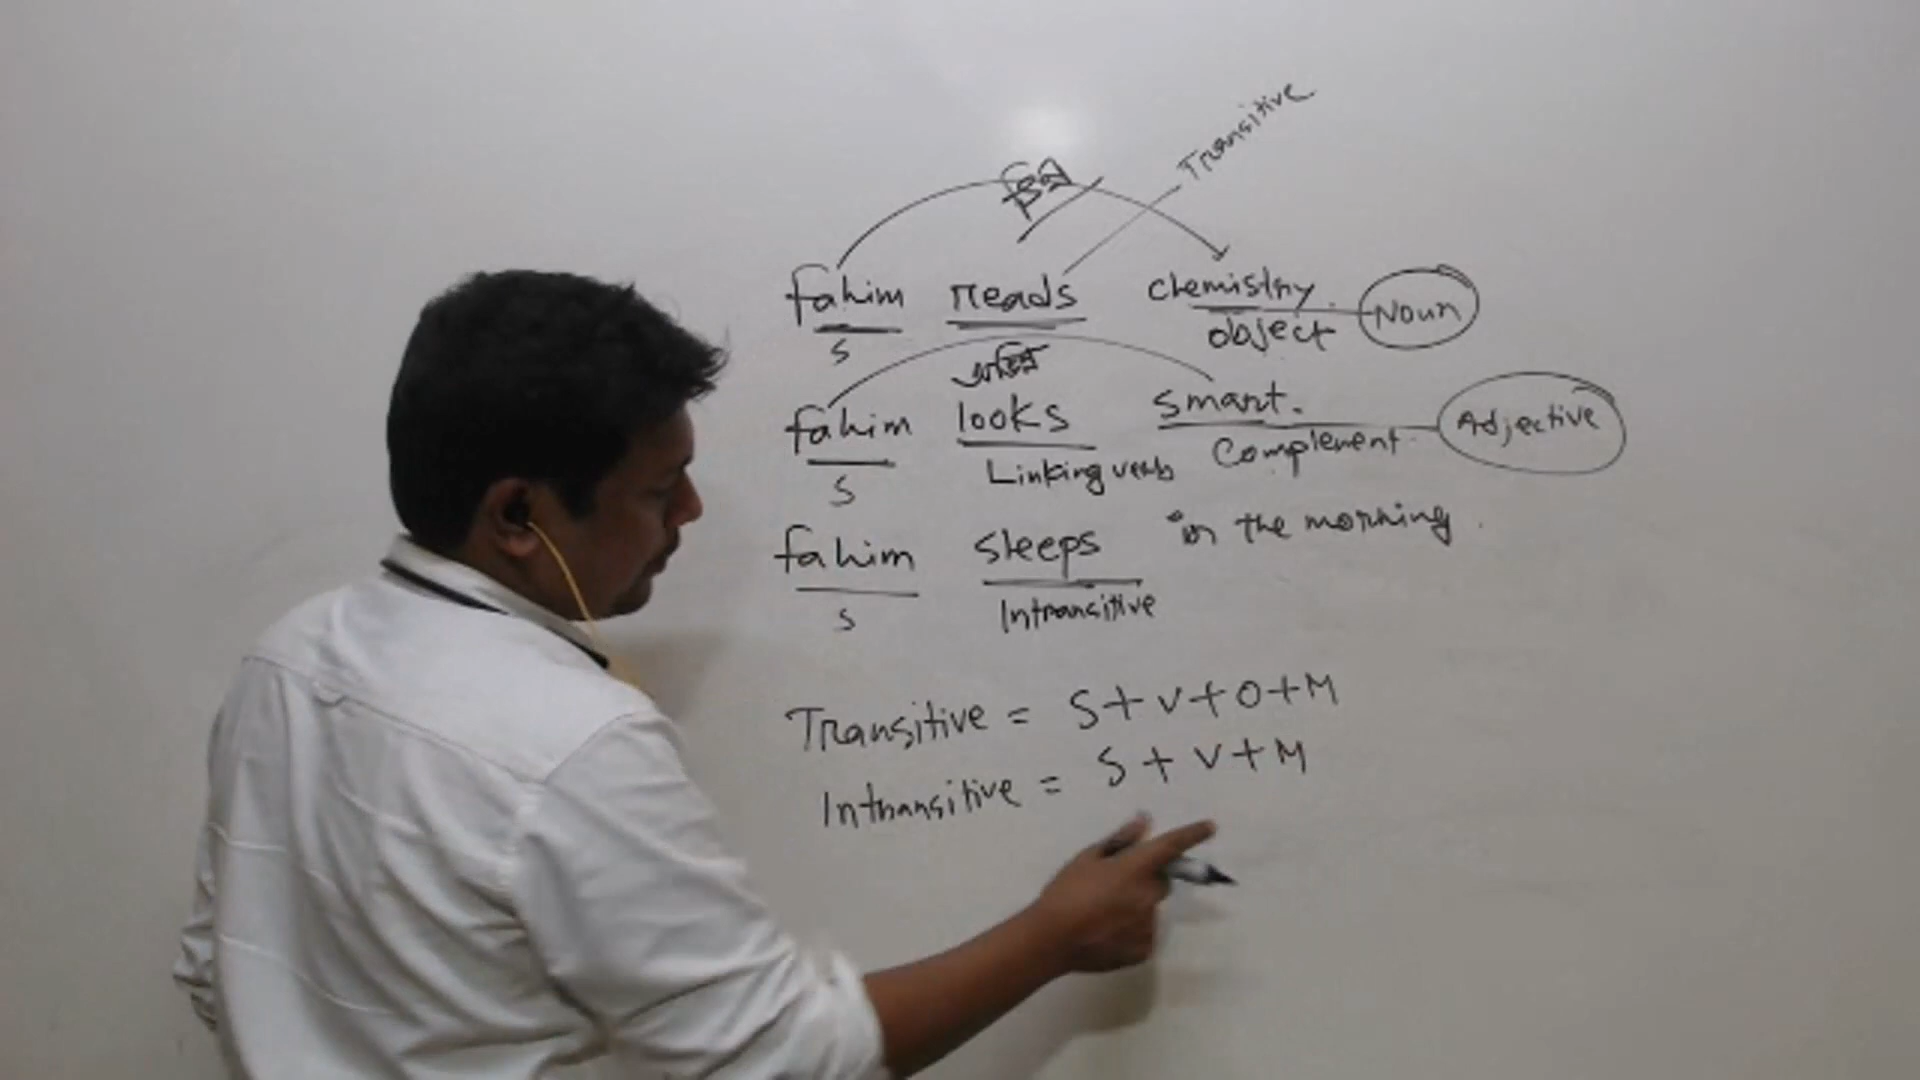 Transitive
ভিন্ন
fahim reads chemistry. Noun
S object
অভিন্ন
fahim looks smart. Adjective
S Linking verb Complement
fahim sleeps in the morning.
S Intransitive
Transitive = S+V+O+M
Intransitive = S+V+M